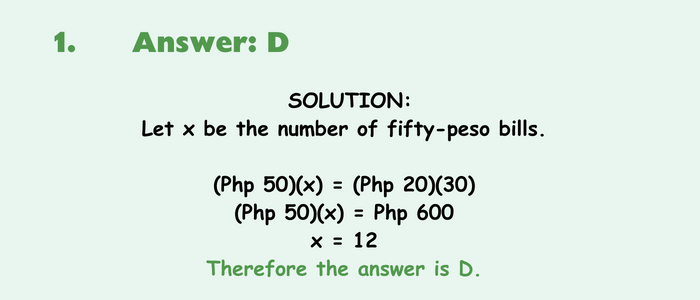 1. Answer: D
SOLUTION:
Let x be the number of fifty-peso bills.
(Php 50)(x) = (Php 20)(30)
(Php 50)(x) = Php 600
x = 12
Therefore the answer is D.